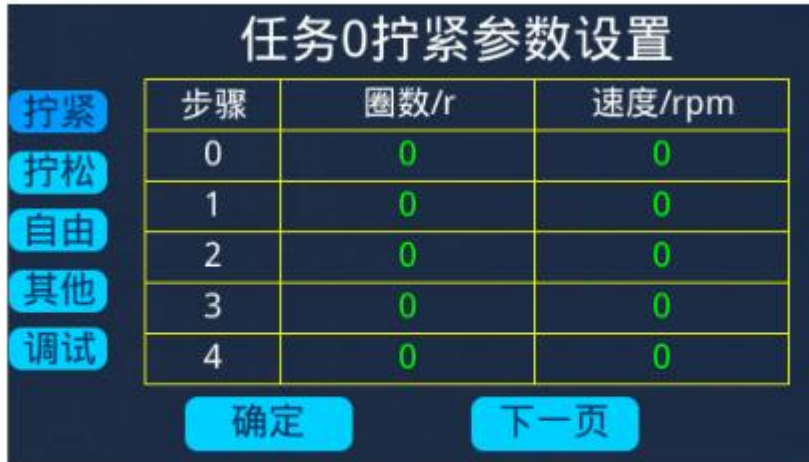 任务0拧紧参数设置
拧紧
拧松
自由
其他
调试
步骤 圈数/r 速度/rpm
0 0 0
1 0 0
2 0 0
3 0 0
4 0 0
确定 下一页